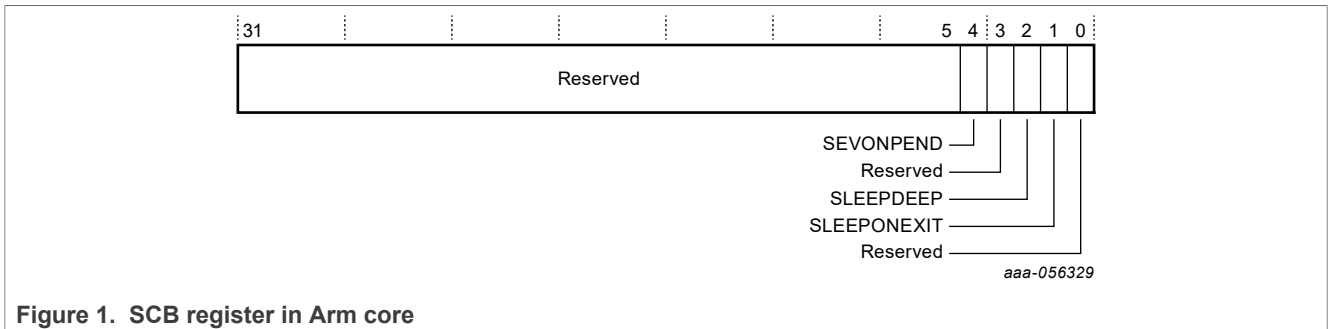 31 5 4 3 2 1 0
Reserved
SEVONPEND
Reserved
SLEEPDEEP
SLEEPONEXIT
Reserved
aaa-056329
Figure 1. SCB register in Arm core